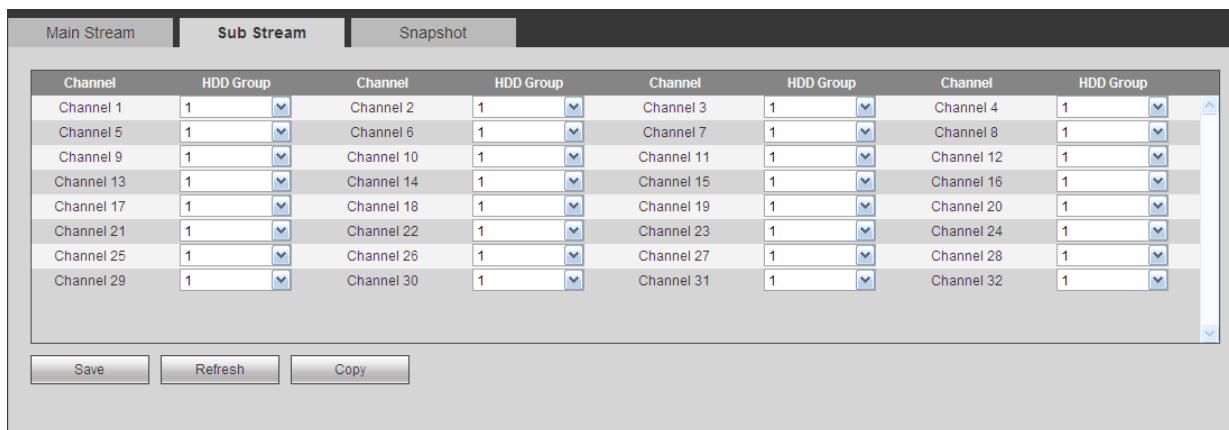 Main Stream Sub Stream Snapshot
Channel HDD Group Channel HDD Group Channel HDD Group Channel HDD Group
Channel 1 1 Channel 2 1 Channel 3 1 Channel 4 1
Channel 5 1 Channel 6 1 Channel 7 1 Channel 8 1
Channel 9 1 Channel 10 1 Channel 11 1 Channel 12 1
Channel 13 1 Channel 14 1 Channel 15 1 Channel 16 1
Channel 17 1 Channel 18 1 Channel 19 1 Channel 20 1
Channel 21 1 Channel 22 1 Channel 23 1 Channel 24 1
Channel 25 1 Channel 26 1 Channel 27 1 Channel 28 1
Channel 29 1 Channel 30 1 Channel 31 1 Channel 32 1
Save Refresh Copy